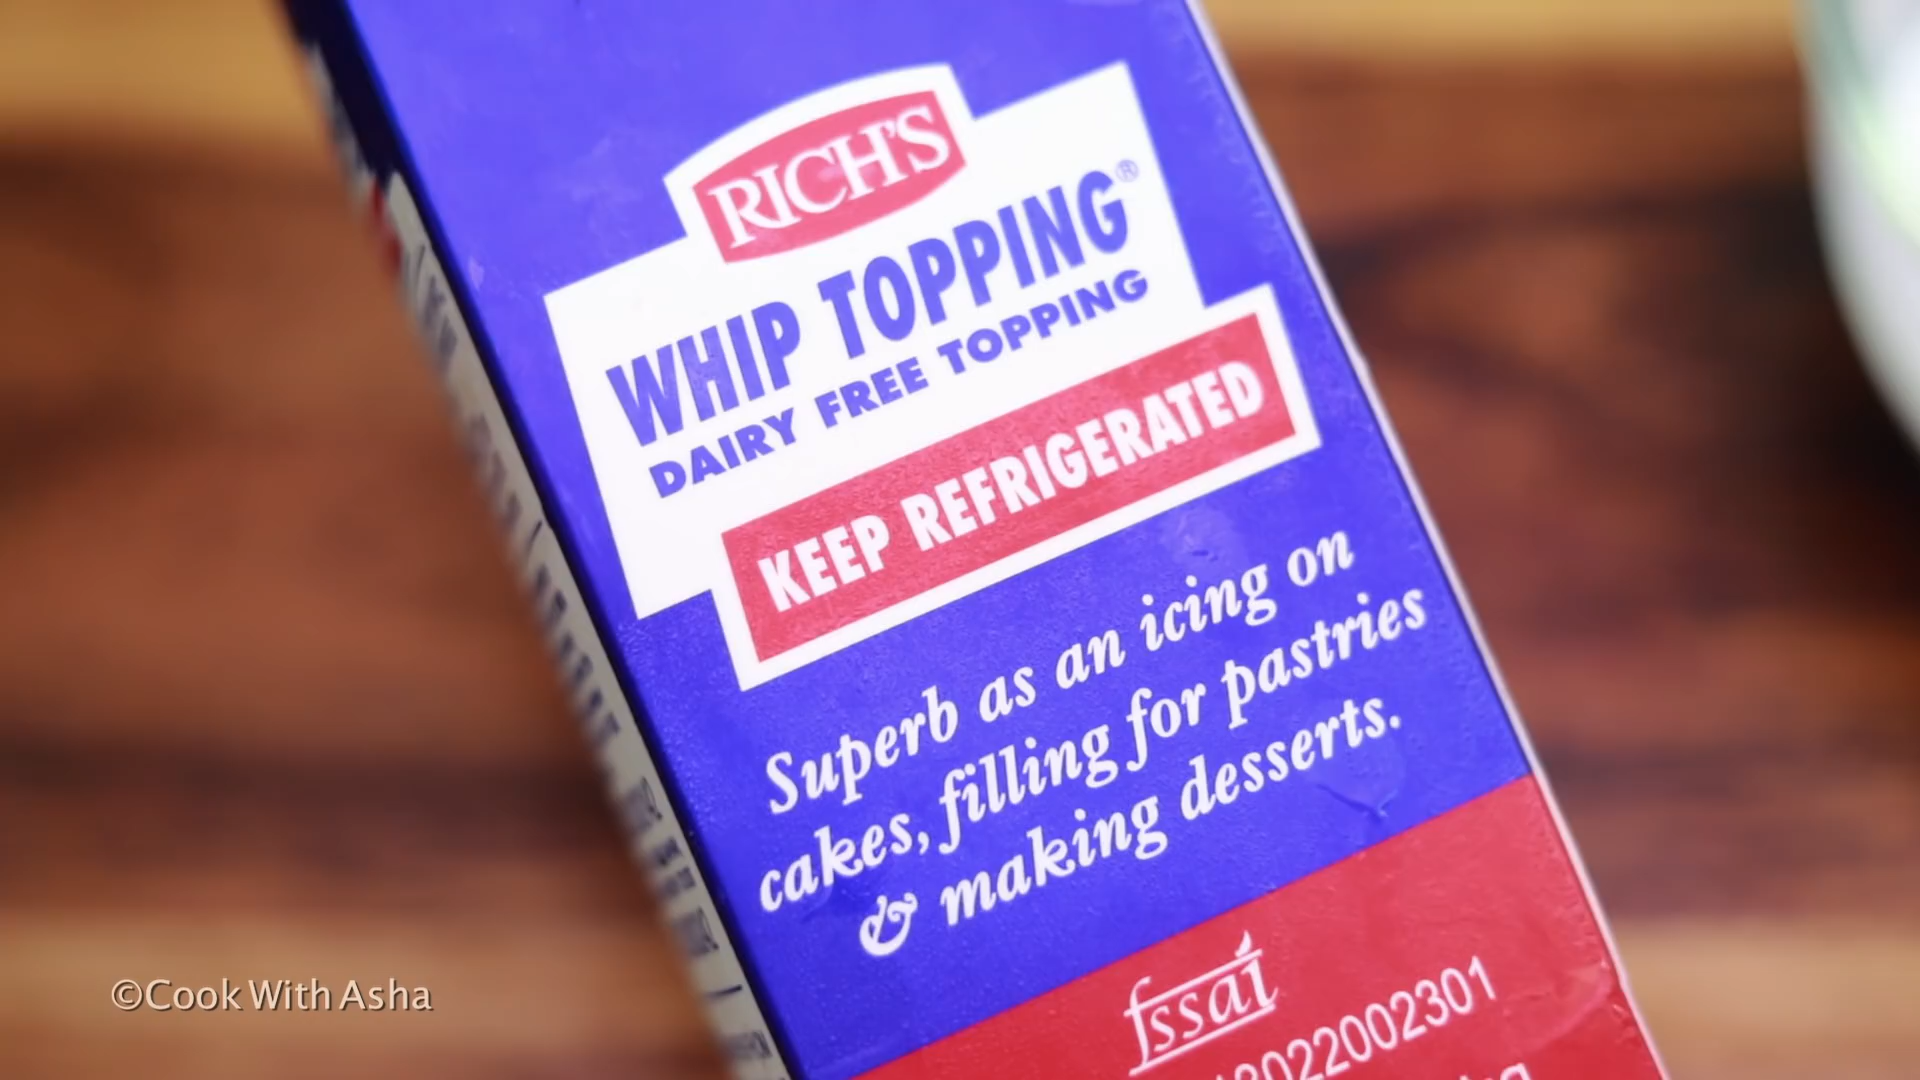 RICH'S
WHIP TOPPING®
DAIRY FREE TOPPING
KEEP REFRIGERATED
Superb as an icing on
cakes, filling for pastries
& making desserts.
fssai
©Cook With Asha